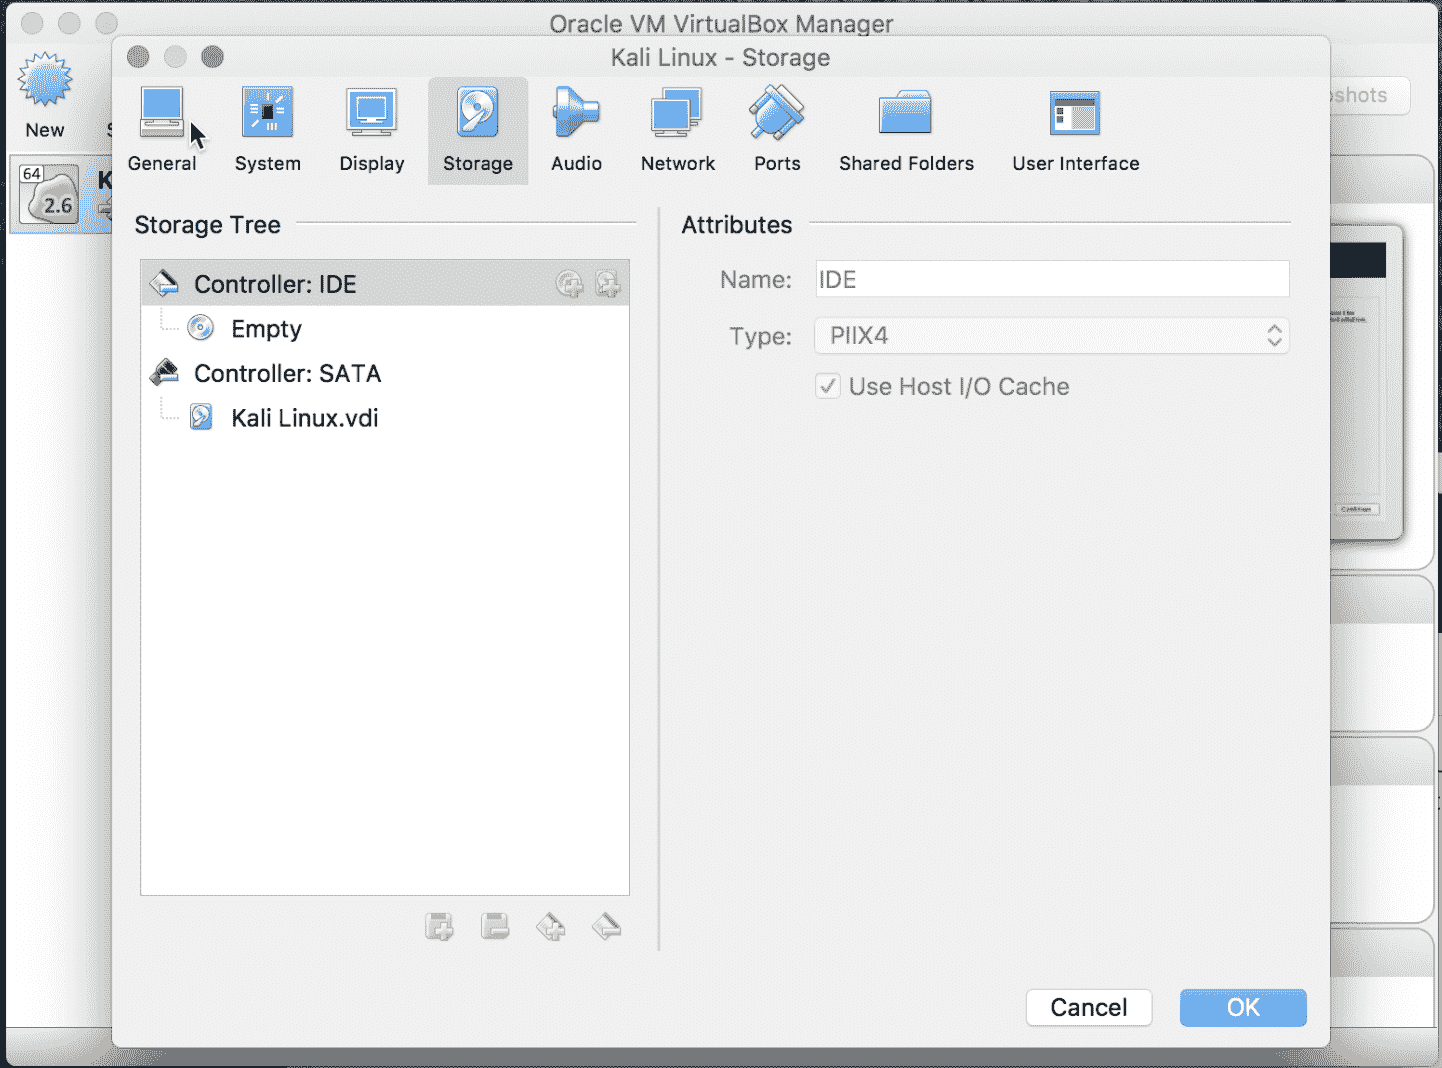 Oracle VM VirtualBox Manager
Kali Linux - Storage
New
General
System
Display
Storage
Audio
Network
Ports
Shared Folders
User Interface
64
2.6
Storage Tree
Controller: IDE
Empty
Controller: SATA
Kali Linux.vdi
Attributes
Name: IDE
Type: PIIX4
Use Host I/O Cache
Continue
Cancel
OK